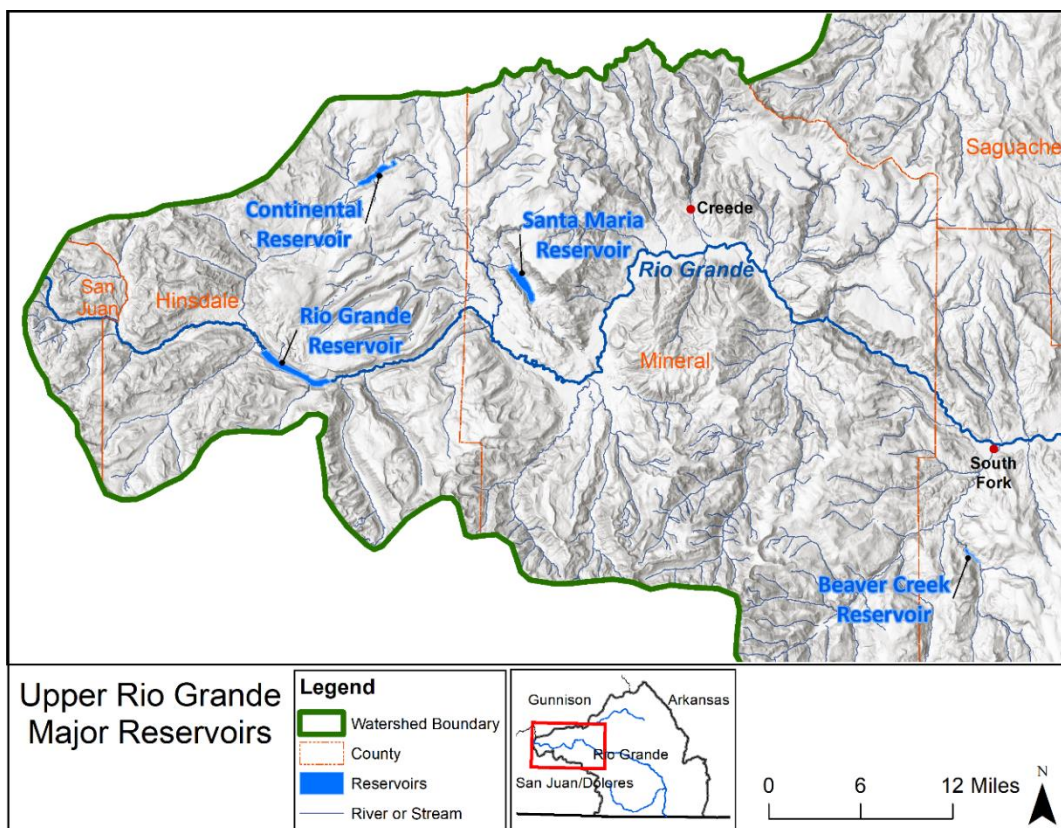 Saguache
Continental
Reservoir
Creede
Santa Maria
Reservoir
Rio Grande
San
Juan
Hinsdale
Rio Grande
Reservoir
Mineral
South
Fork
Beaver Creek
Reservoir
Upper Rio Grande
Major Reservoirs
Legend
Watershed Boundary
County
Reservoirs
River or Stream
Gunnison
Arkansas
Rio Grande
San Juan/Dolores
0 6 12 Miles
N